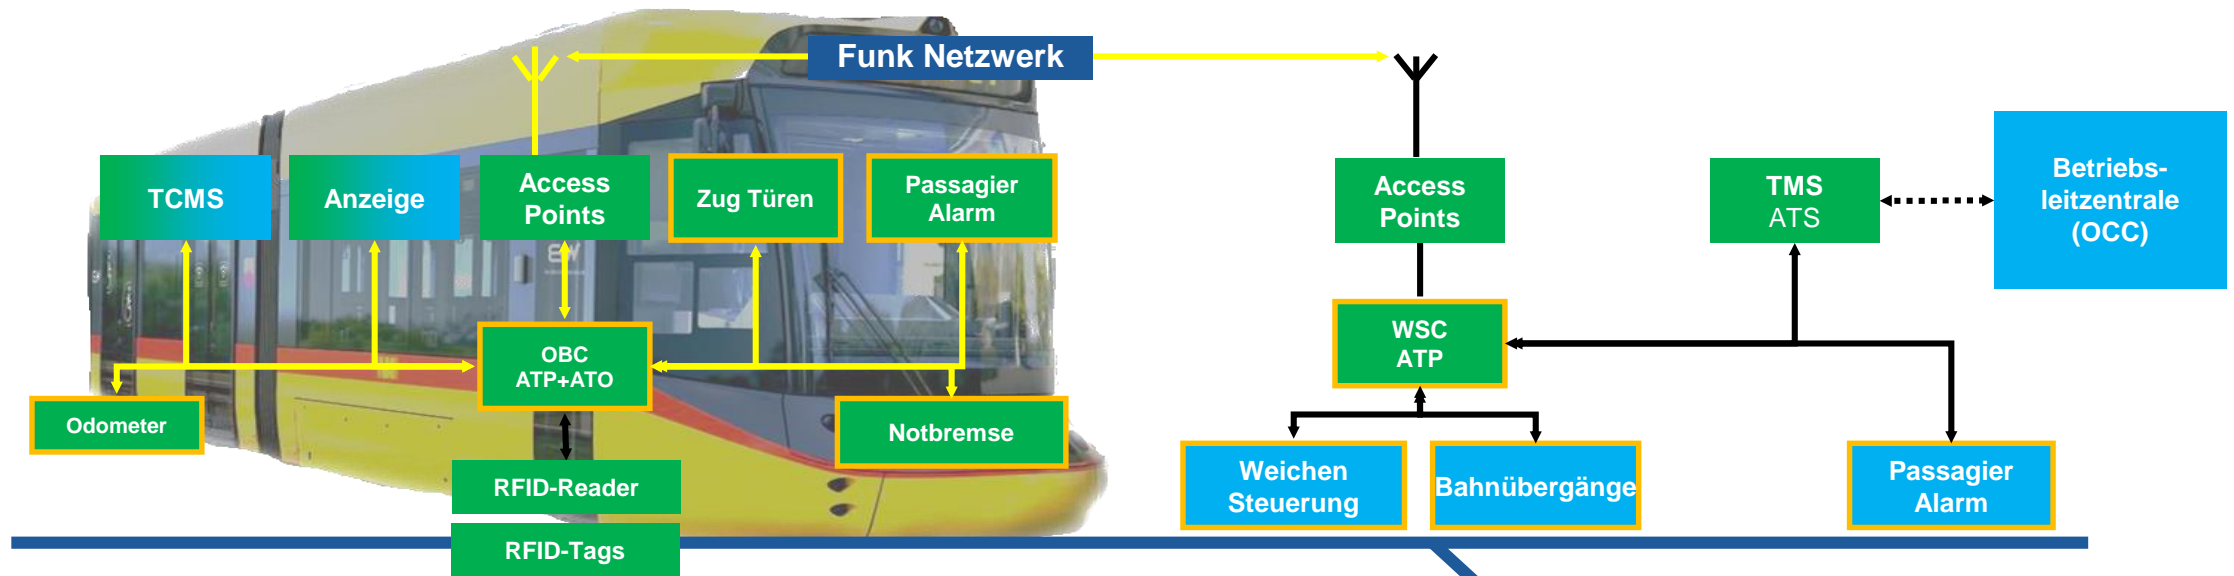 Funk Netzwerk
TCMS
Anzeige
Access
Points
Zug Türen
Passagier
Alarm
Access
Points
TMS
ATS
Betriebs-
leitzentrale
(OCC)
OBC
ATP+ATO
WSC
ATP
Odometer
Notbremse
RFID-Reader
RFID-Tags
Weichen
Steuerung
Bahnübergänge
Passagier
Alarm